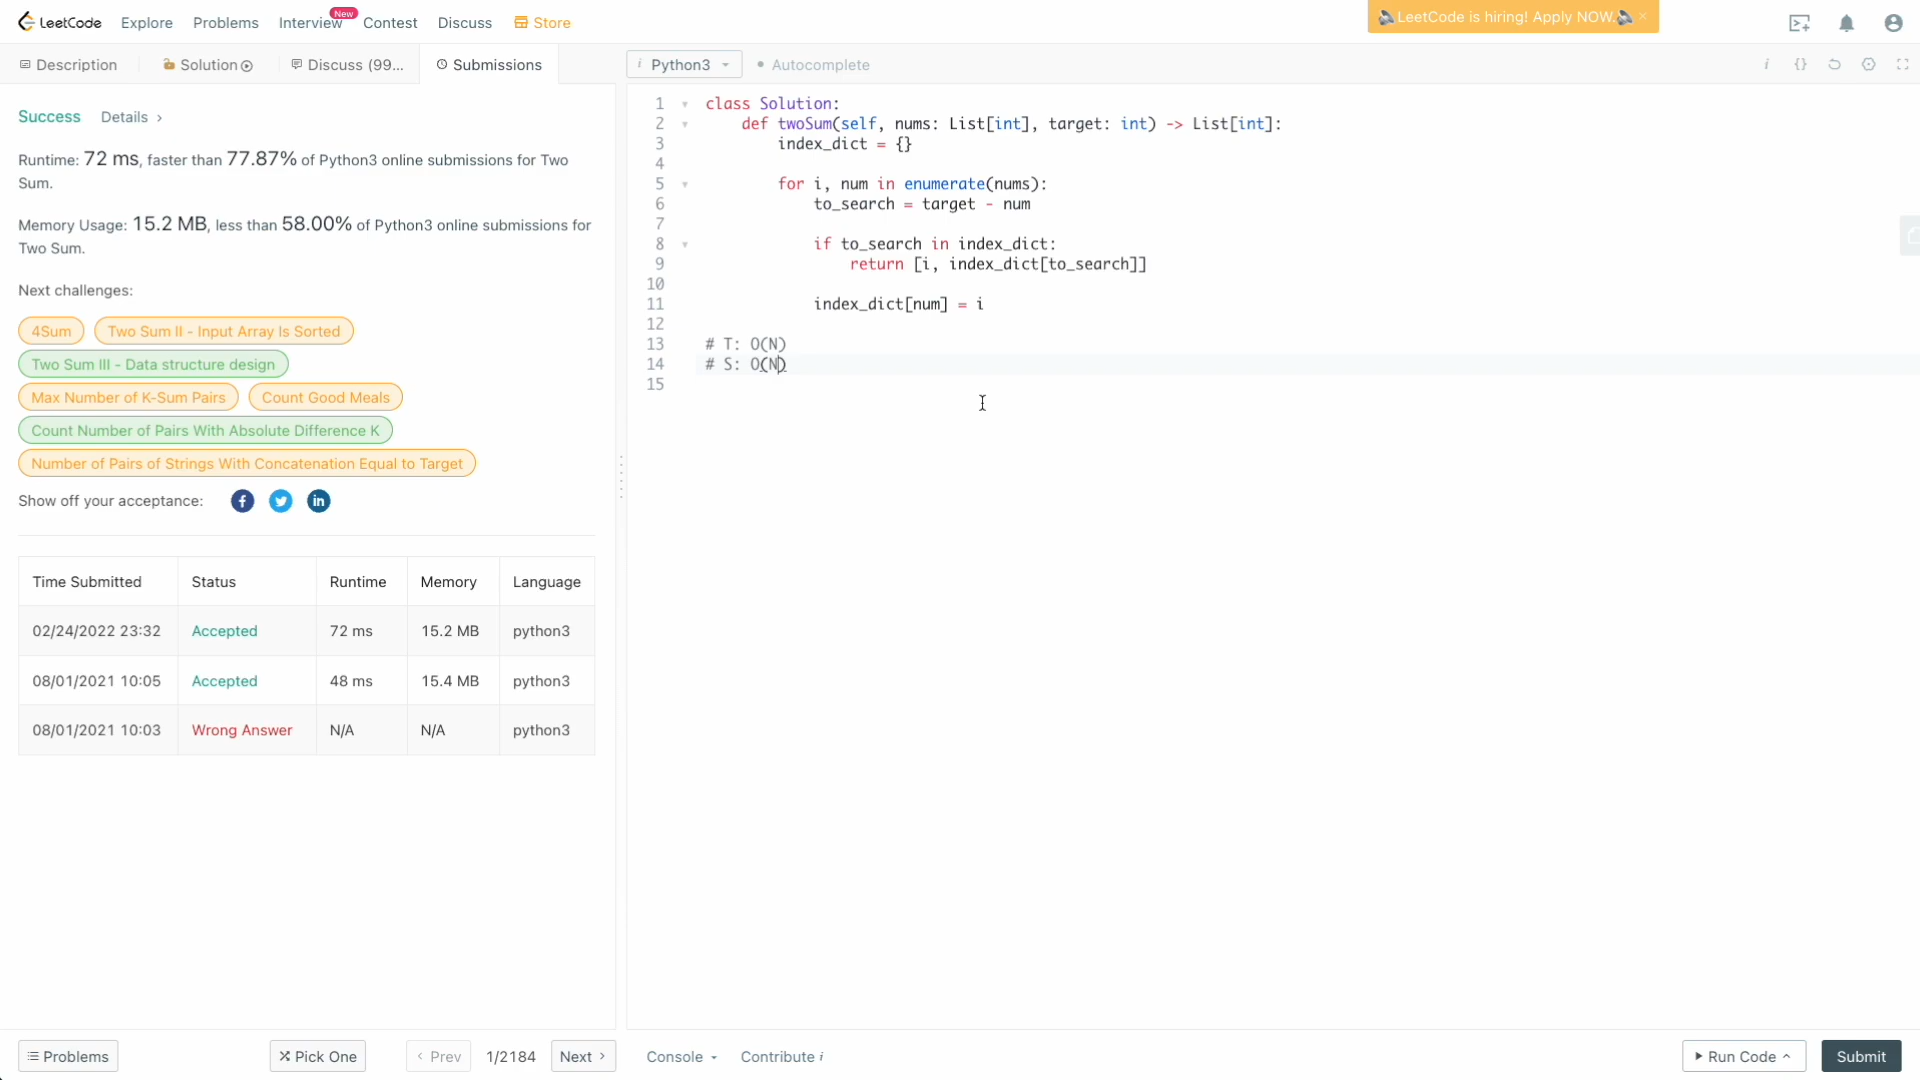 LeetCode Explore Problems Interview New Contest Discuss Store LeetCode is hiring! Apply NOW.
Description Solution Discuss (99... Submissions i Python3 Autocomplete i {}
Success Details
Runtime: 72 ms, faster than 77.87% of Python3 online submissions for Two
Sum.
Memory Usage: 15.2 MB, less than 58.00% of Python3 online submissions for
Two Sum.
Next challenges:
4Sum Two Sum II - Input Array Is Sorted
Two Sum III - Data structure design
Max Number of K-Sum Pairs Count Good Meals
Count Number of Pairs With Absolute Difference K
Number of Pairs of Strings With Concatenation Equal to Target
Show off your acceptance: f in
Time Submitted Status Runtime Memory Language
02/24/2022 23:32 Accepted 72 ms 15.2 MB python3
08/01/2021 10:05 Accepted 48 ms 15.4 MB python3
08/01/2021 10:03 Wrong Answer N/A N/A python3
1 class Solution:
2 def twoSum(self, nums: List[int], target: int) -> List[int]:
3 index_dict = {}
4
5 for i, num in enumerate(nums):
6 to_search = target - num
7
8 if to_search in index_dict:
9 return [i, index_dict[to_search]]
10
11 index_dict[num] = i
12
13 # T: O(N)
14 # S: O(N)
15
Problems Pick One < Prev 1/2184 Next > Console Contribute i Run Code Submit